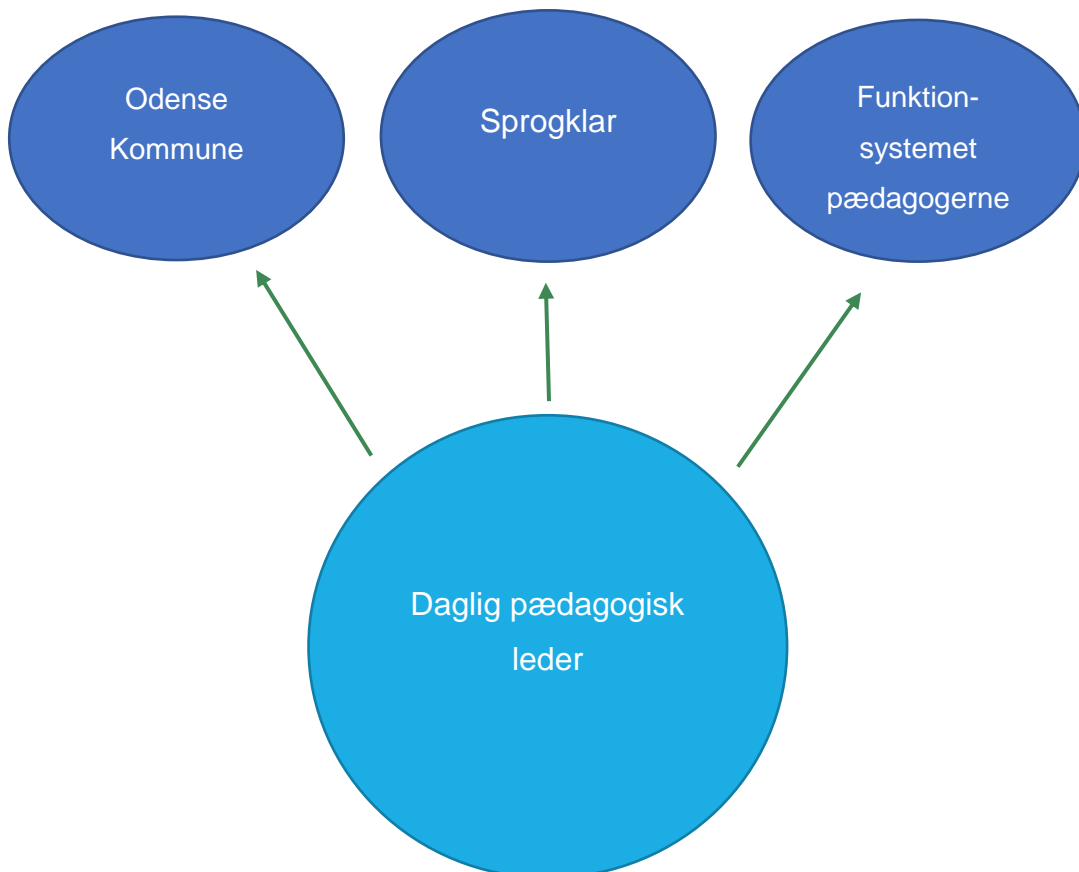 Odense
Kommune
Sprogklar
Funktion-
systemet
pædagogerne
Daglig pædagogisk
leder